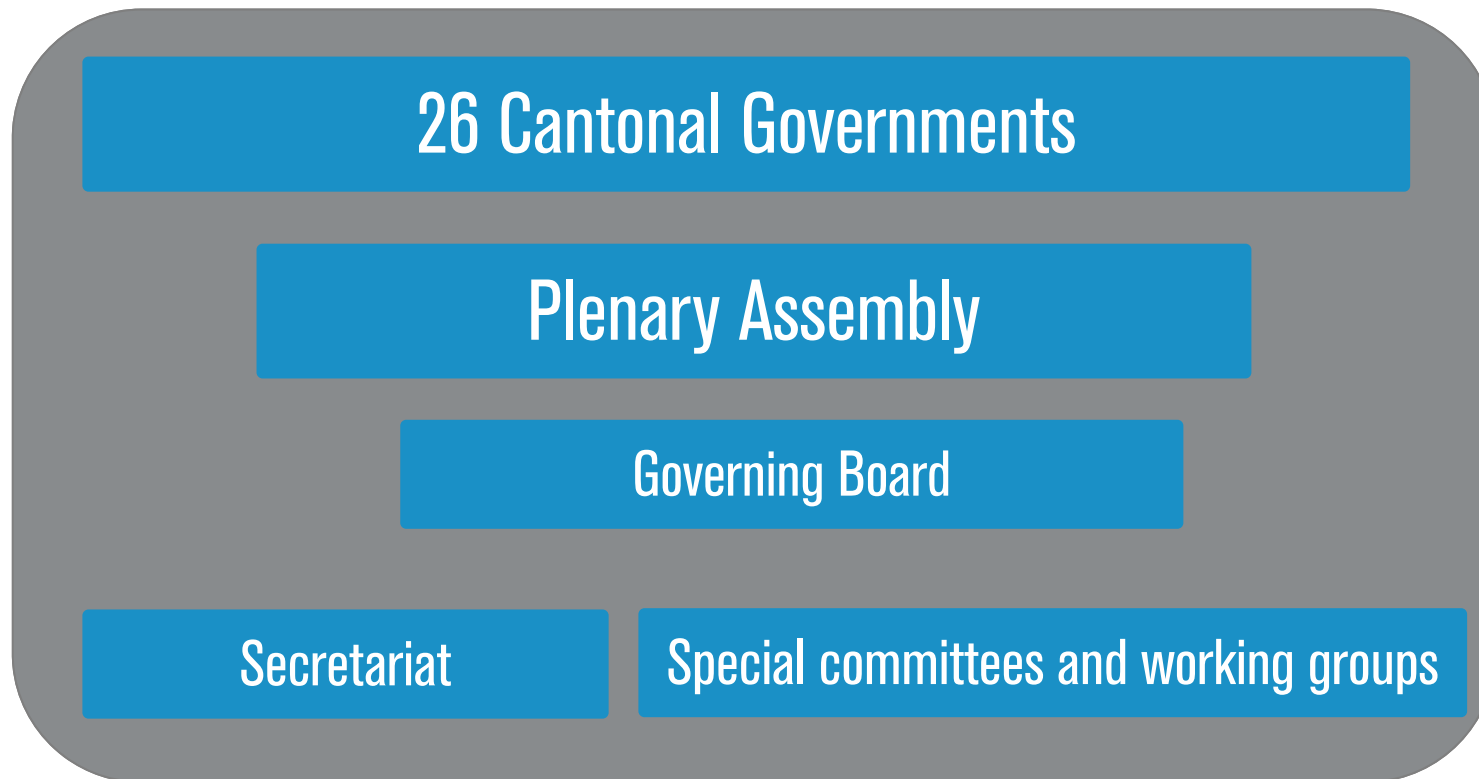 26 Cantonal Governments
Plenary Assembly
Governing Board
Secretariat
Special committees and working groups